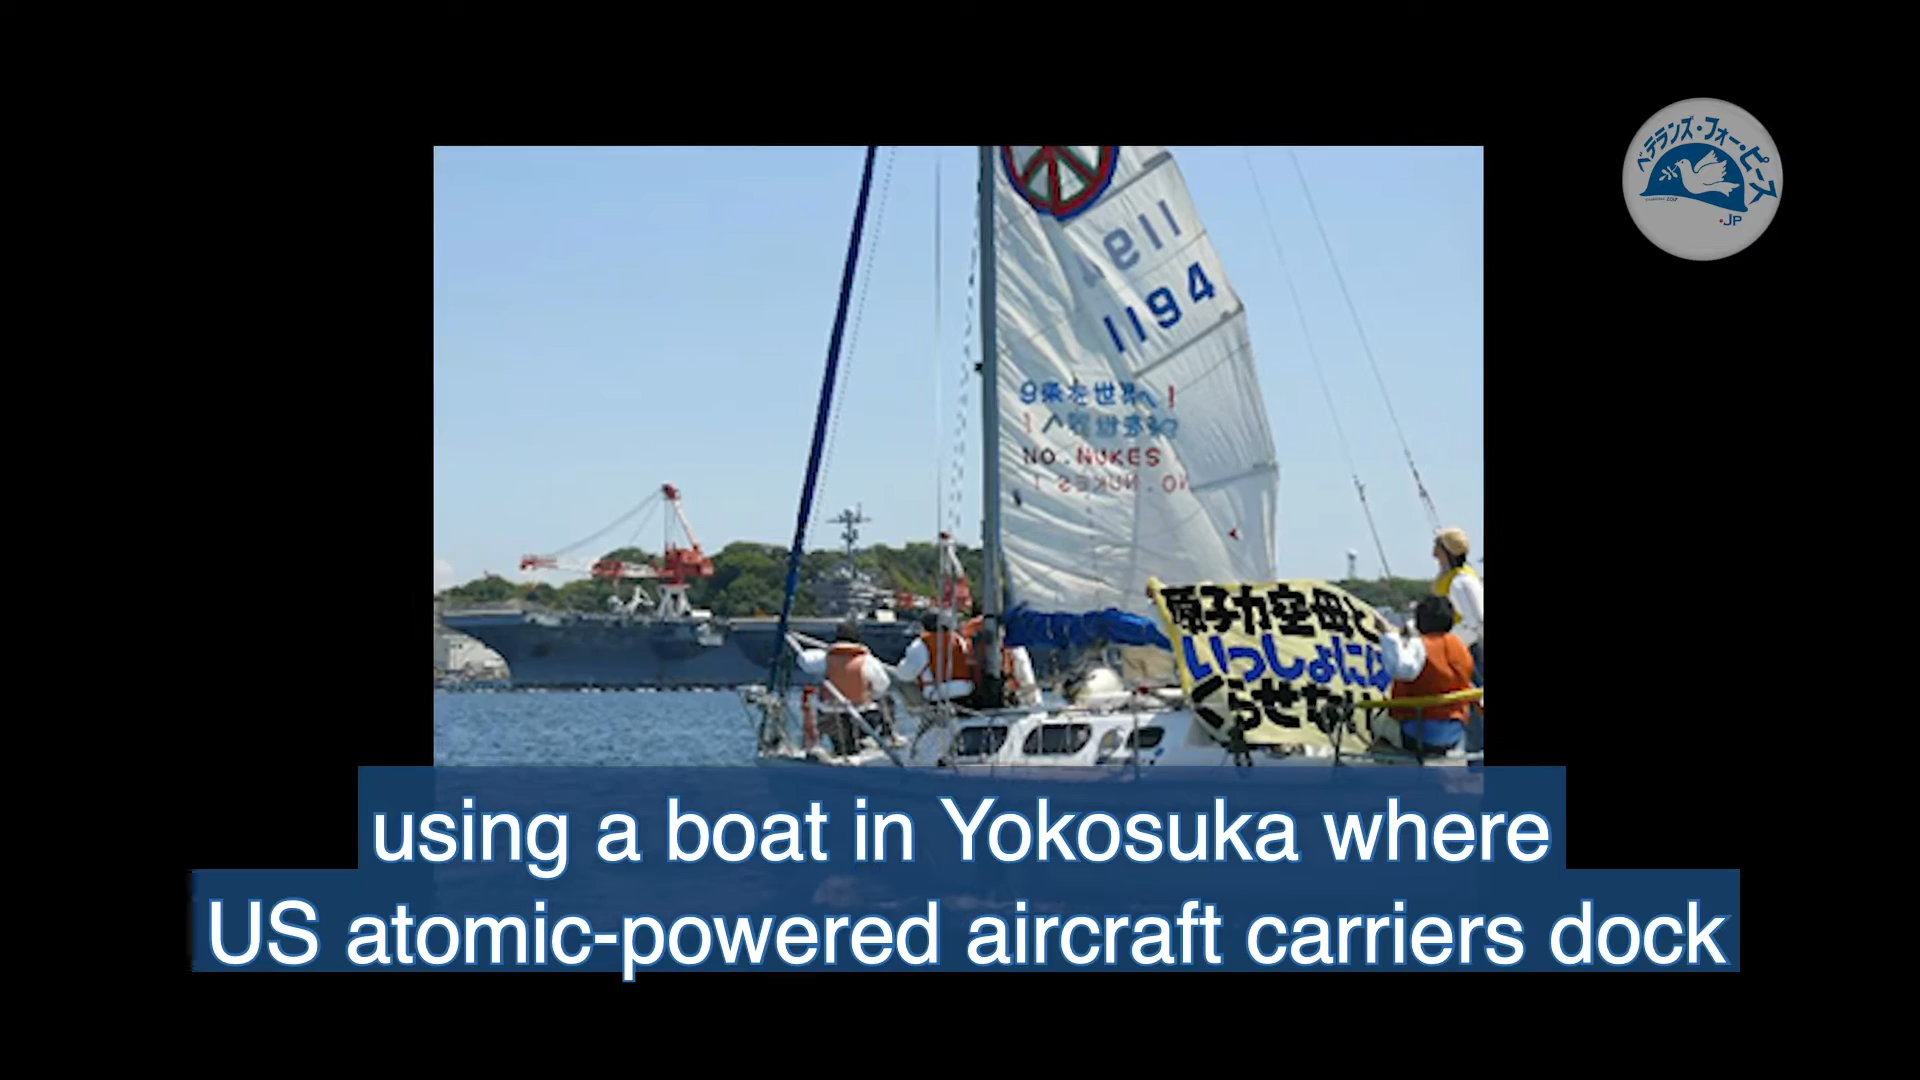 ベテランズ・フォー・ピース
.JP
1194
9条を世界へ!
NO.NUKES
原子力空母と
いっしょには
くらせない
using a boat in Yokosuka where
US atomic-powered aircraft carriers dock